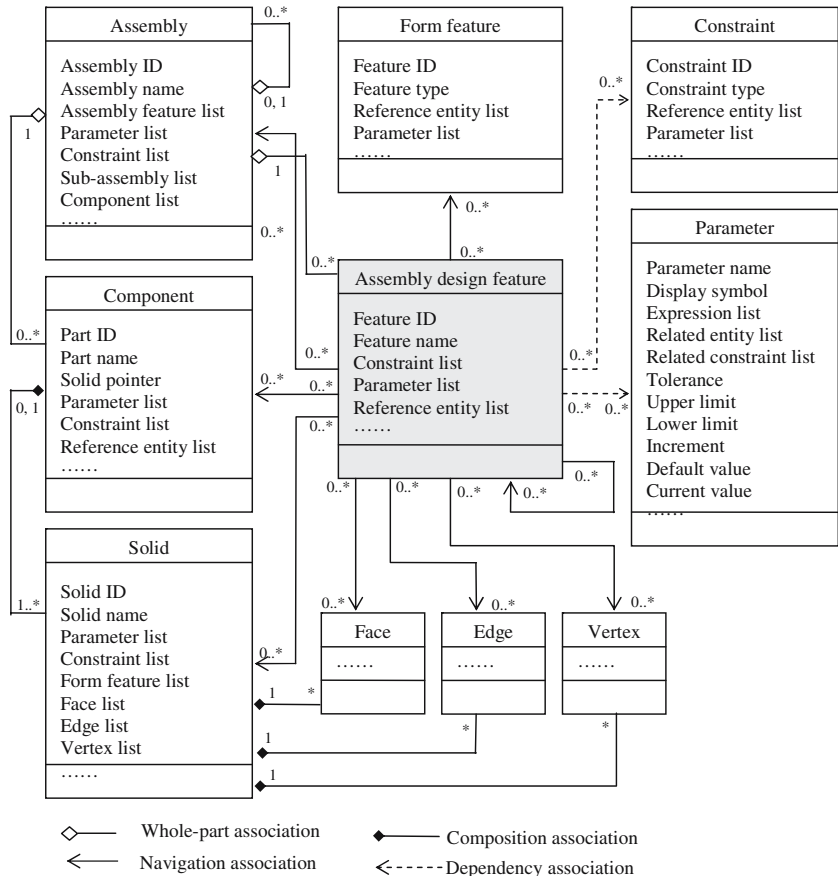 Assembly
Assembly ID
Assembly name
Assembly feature list
Parameter list
Constraint list
Sub-assembly list
Component list
……
0..*
0, 1
1
1
0..*
0..*
Form feature
Feature ID
Feature type
Reference entity list
Parameter list
……
0..*
0..*
Constraint
Constraint ID
Constraint type
Reference entity list
Parameter list
……
0..*
Parameter
Parameter name
Display symbol
Expression list
Related entity list
Related constraint list
Tolerance
Upper limit
Lower limit
Increment
Default value
Current value
……
Assembly design feature
Feature ID
Feature name
Constraint list
Parameter list
Reference entity list
……
0..*
0..*
0..*
0..*
0..*
0..*
0..*
0..*
0..*
0..*
0..*
0..*
0..*
Component
Part ID
Part name
Solid pointer
Parameter list
Constraint list
Reference entity list
……
0..*
0, 1
Solid
Solid ID
Solid name
Parameter list
Constraint list
Form feature list
Face list
Edge list
Vertex list
……
1..*
0..*
1
1
1
Face
……
0..*
*
Edge
……
0..*
*
Vertex
……
0..*
*
Whole-part association
Composition association
Navigation association
Dependency association